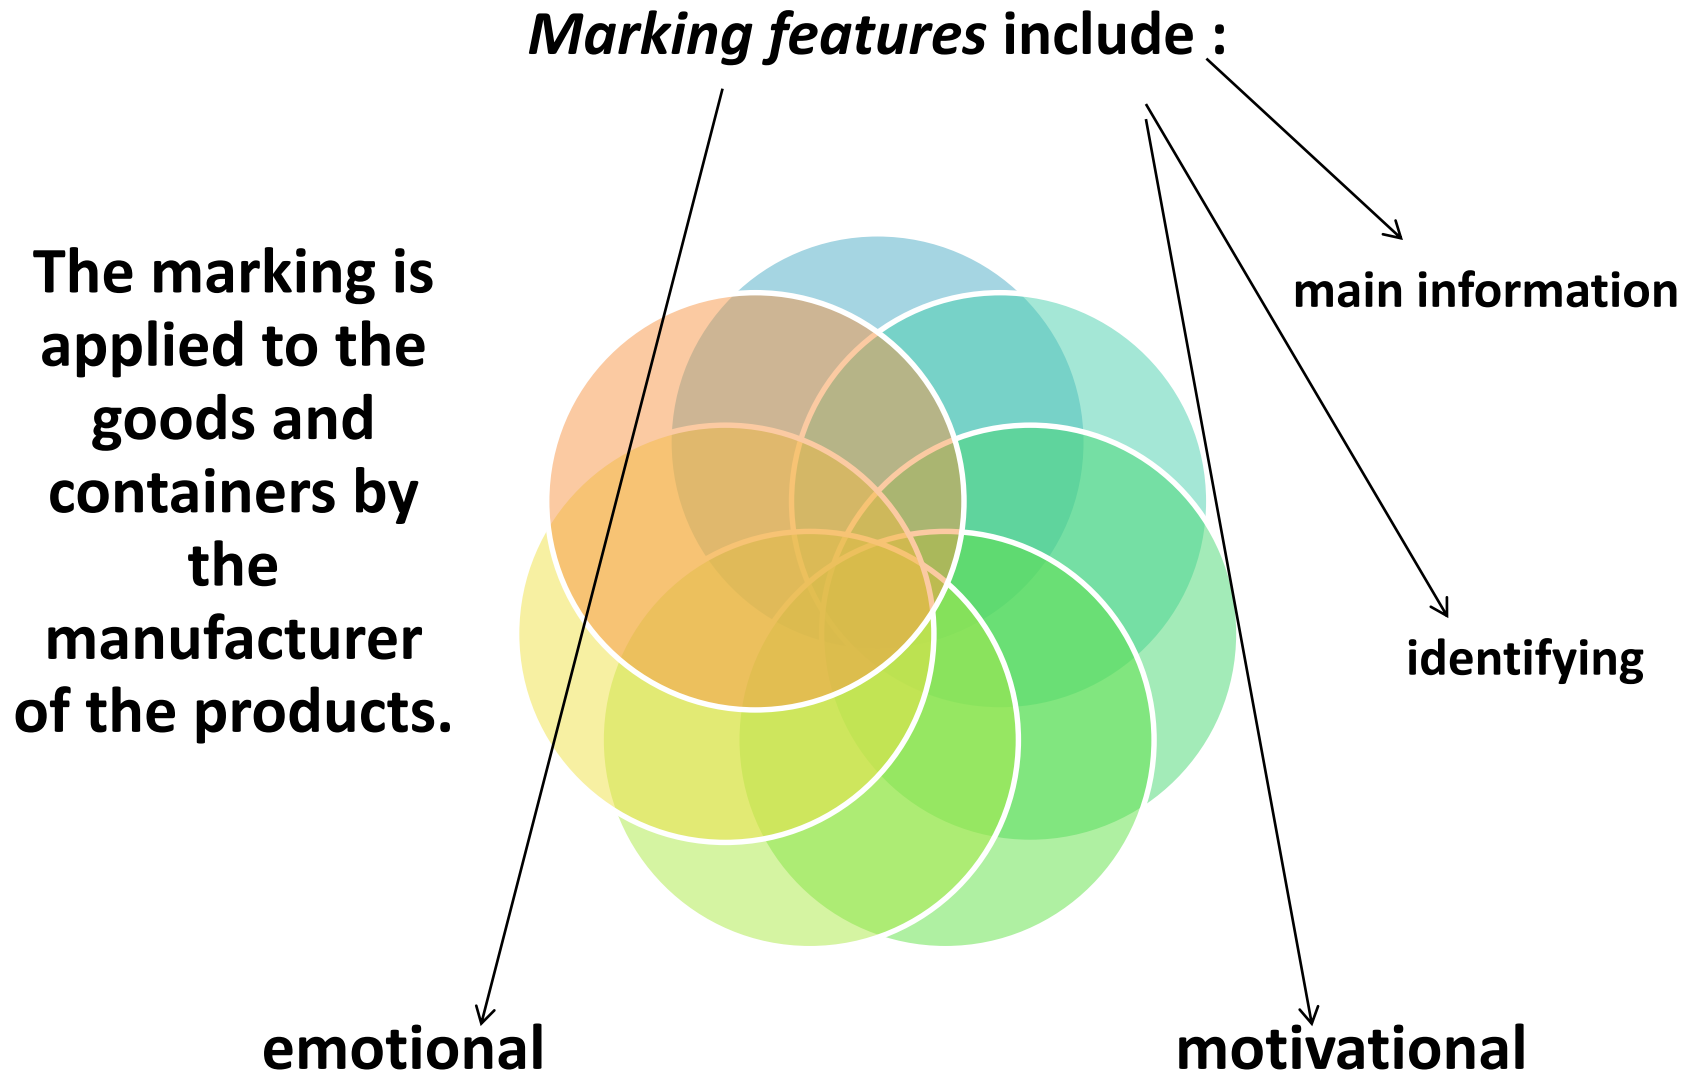 Marking features include :
The marking is
applied to the
goods and
containers by
the
manufacturer
of the products.
main information
identifying
emotional
motivational